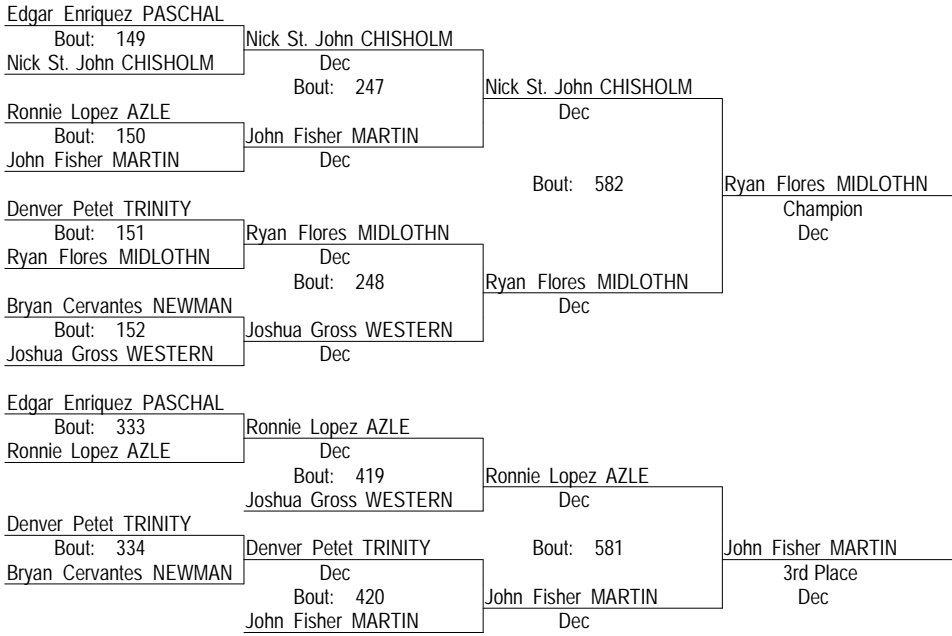 Edgar Enriquez PASCHAL
Bout: 149
Nick St. John CHISHOLM
Nick St. John CHISHOLM
Dec
Bout: 247
Ronnie Lopez AZLE
Bout: 150
John Fisher MARTIN
John Fisher MARTIN
Dec
Nick St. John CHISHOLM
Dec
Bout: 582
Denver Petet TRINITY
Bout: 151
Ryan Flores MIDLOTHN
Ryan Flores MIDLOTHN
Dec
Bout: 248
Bryan Cervantes NEWMAN
Bout: 152
Joshua Gross WESTERN
Joshua Gross WESTERN
Dec
Ryan Flores MIDLOTHN
Dec
Ryan Flores MIDLOTHN
Champion
Dec
Edgar Enriquez PASCHAL
Bout: 333
Ronnie Lopez AZLE
Ronnie Lopez AZLE
Dec
Bout: 419
Joshua Gross WESTERN
Ronnie Lopez AZLE
Dec
Denver Petet TRINITY
Bout: 334
Bryan Cervantes NEWMAN
Denver Petet TRINITY
Dec
Bout: 420
John Fisher MARTIN
Bout: 581
John Fisher MARTIN
Dec
John Fisher MARTIN
3rd Place
Dec